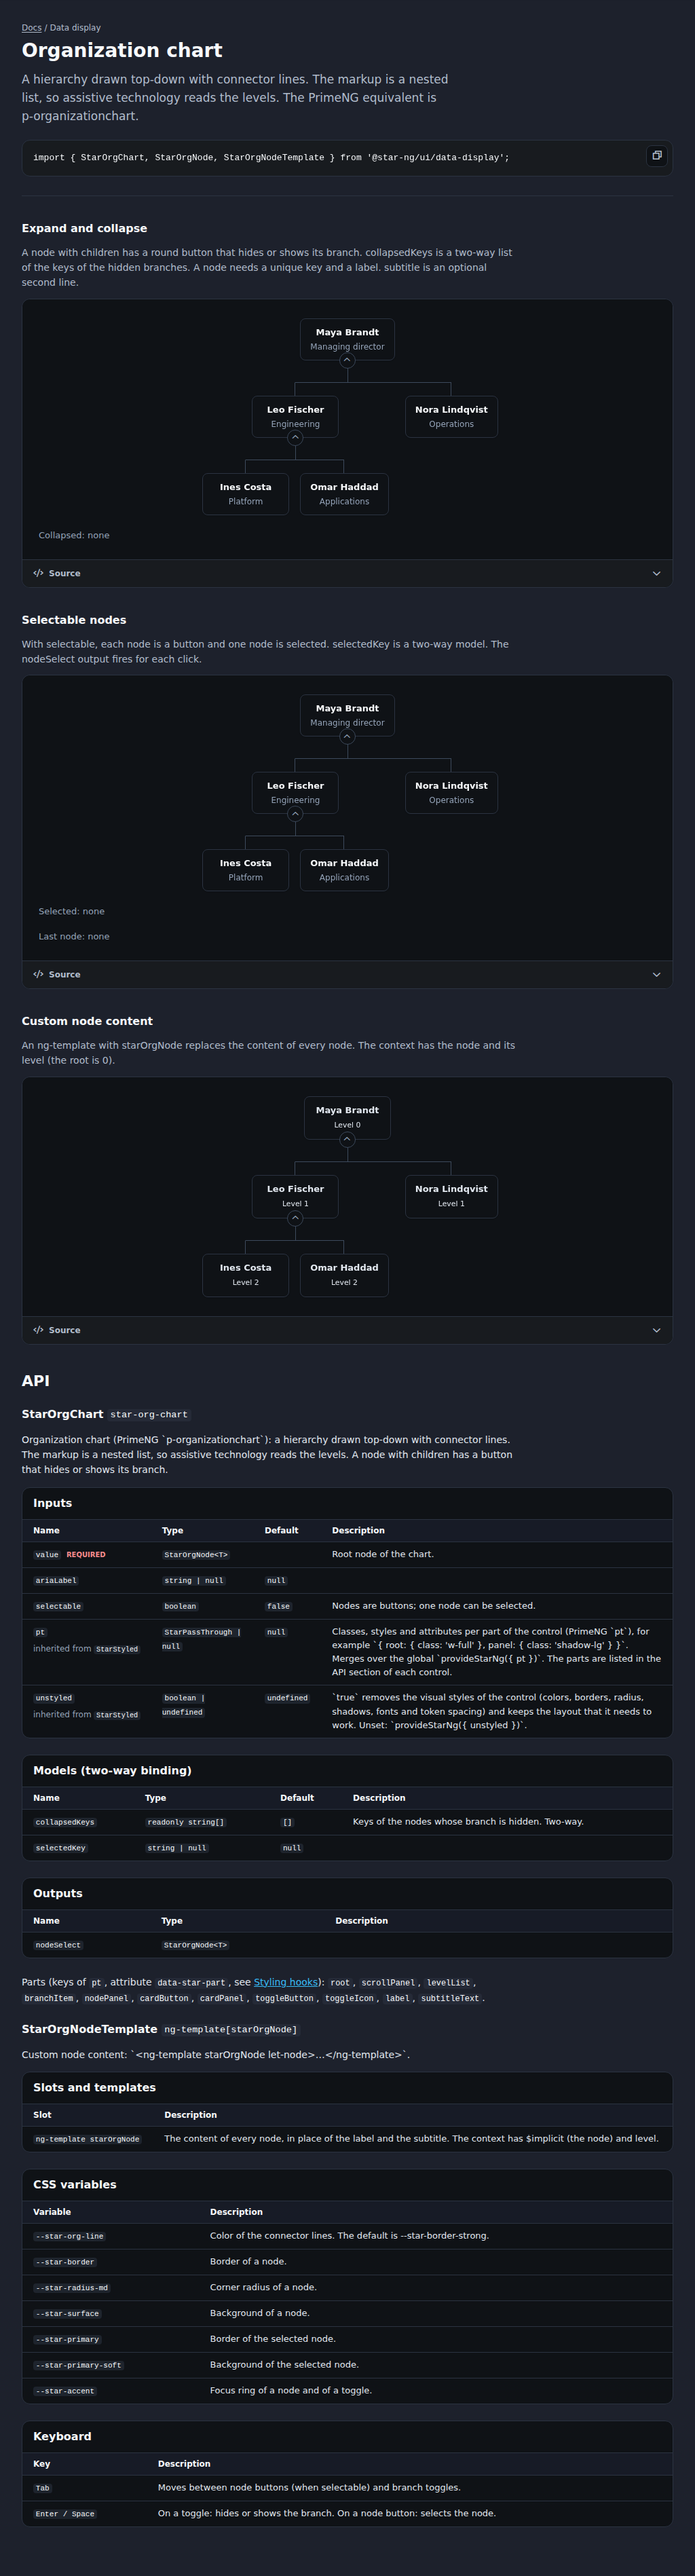 Docs / Data display
Organization chart
A hierarchy drawn top-down with connector lines. The markup is a nested
list, so assistive technology reads the levels. The PrimeNG equivalent is
p-organizationchart.
import { StarOrgChart, StarOrgNode, StarOrgNodeTemplate } from '@star-ng/ui/data-display';
Expand and collapse
A node with children has a round button that hides or shows its branch. collapsedKeys is a two-way list
of the keys of the hidden branches. A node needs a unique key and a label. subtitle is an optional
second line.
Maya Brandt
Managing director
Leo Fischer
Engineering
Nora Lindqvist
Operations
Ines Costa
Platform
Omar Haddad
Applications
Collapsed: none
Source
Selectable nodes
With selectable, each node is a button and one node is selected. selectedKey is a two-way model. The
nodeSelect output fires for each click.
Maya Brandt
Managing director
Leo Fischer
Engineering
Nora Lindqvist
Operations
Ines Costa
Platform
Omar Haddad
Applications
Selected: none
Last node: none
Source
Custom node content
An ng-template with starOrgNode replaces the content of every node. The context has the node and its
level (the root is 0).
Maya Brandt
Level 0
Leo Fischer
Level 1
Nora Lindqvist
Level 1
Ines Costa
Level 2
Omar Haddad
Level 2
Source
API
StarOrgChart star-org-chart
Organization chart (PrimeNG `p-organizationchart`): a hierarchy drawn top-down with connector lines.
The markup is a nested list, so assistive technology reads the levels. A node with children has a button
that hides or shows its branch.
Inputs
Name Type Default Description
value REQUIRED StarOrgNode<T> Root node of the chart.
ariaLabel string | null null
selectable boolean false Nodes are buttons; one node can be selected.
pt StarPassThrough | null Classes, styles and attributes per part of the control (PrimeNG `pt`), for
inherited from StarStyled null example `{ root: { class: 'w-full' }, panel: { class: 'shadow-lg' } }`.
Merges over the global `provideStarNg({ pt })`. The parts are listed in the
API section of each control.
unstyled boolean | undefined `true` removes the visual styles of the control (colors, borders, radius,
inherited from StarStyled undefined shadows, fonts and token spacing) and keeps the layout that it needs to
work. Unset: `provideStarNg({ unstyled })`.
Models (two-way binding)
Name Type Default Description
collapsedKeys readonly string[] [] Keys of the nodes whose branch is hidden. Two-way.
selectedKey string | null null
Outputs
Name Type Description
nodeSelect StarOrgNode<T>
Parts (keys of pt, attribute data-star-part, see Styling hooks): root, scrollPanel, levelList,
branchItem, nodePanel, cardButton, cardPanel, toggleButton, toggleIcon, label, subtitleText.
StarOrgNodeTemplate ng-template[starOrgNode]
Custom node content: `<ng-template starOrgNode let-node>…</ng-template>`.
Slots and templates
Slot Description
ng-template starOrgNode The content of every node, in place of the label and the subtitle. The context has $implicit (the node) and level.
CSS variables
Variable Description
--star-org-line Color of the connector lines. The default is --star-border-strong.
--star-border Border of a node.
--star-radius-md Corner radius of a node.
--star-surface Background of a node.
--star-primary Border of the selected node.
--star-primary-soft Background of the selected node.
--star-accent Focus ring of a node and of a toggle.
Keyboard
Key Description
Tab Moves between node buttons (when selectable) and branch toggles.
Enter / Space On a toggle: hides or shows the branch. On a node button: selects the node.